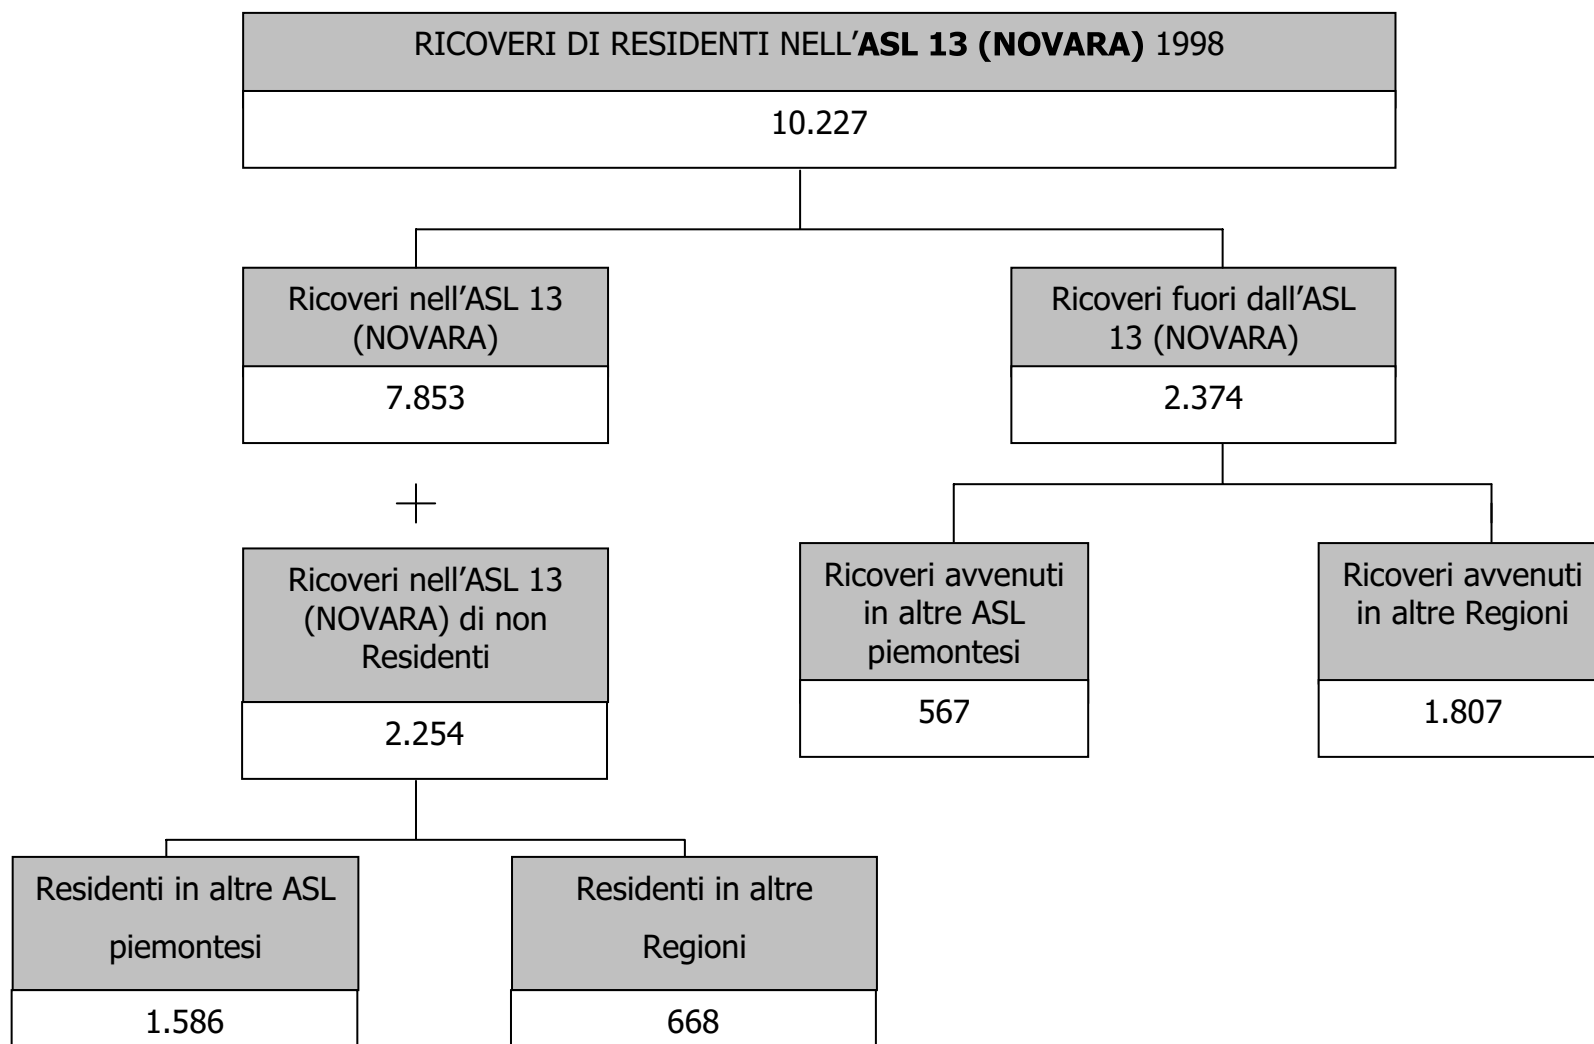 RICOVERI DI RESIDENTI NELL’ASL 13 (NOVARA) 1998
10.227
Ricoveri nell’ASL 13
(NOVARA)
7.853
Ricoveri fuori dall’ASL
13 (NOVARA)
2.374
Ricoveri nell’ASL 13
(NOVARA) di non
Residenti
2.254
Ricoveri avvenuti
in altre ASL
piemontesi
567
Ricoveri avvenuti
in altre Regioni
1.807
Residenti in altre ASL
piemontesi
1.586
Residenti in altre
Regioni
668